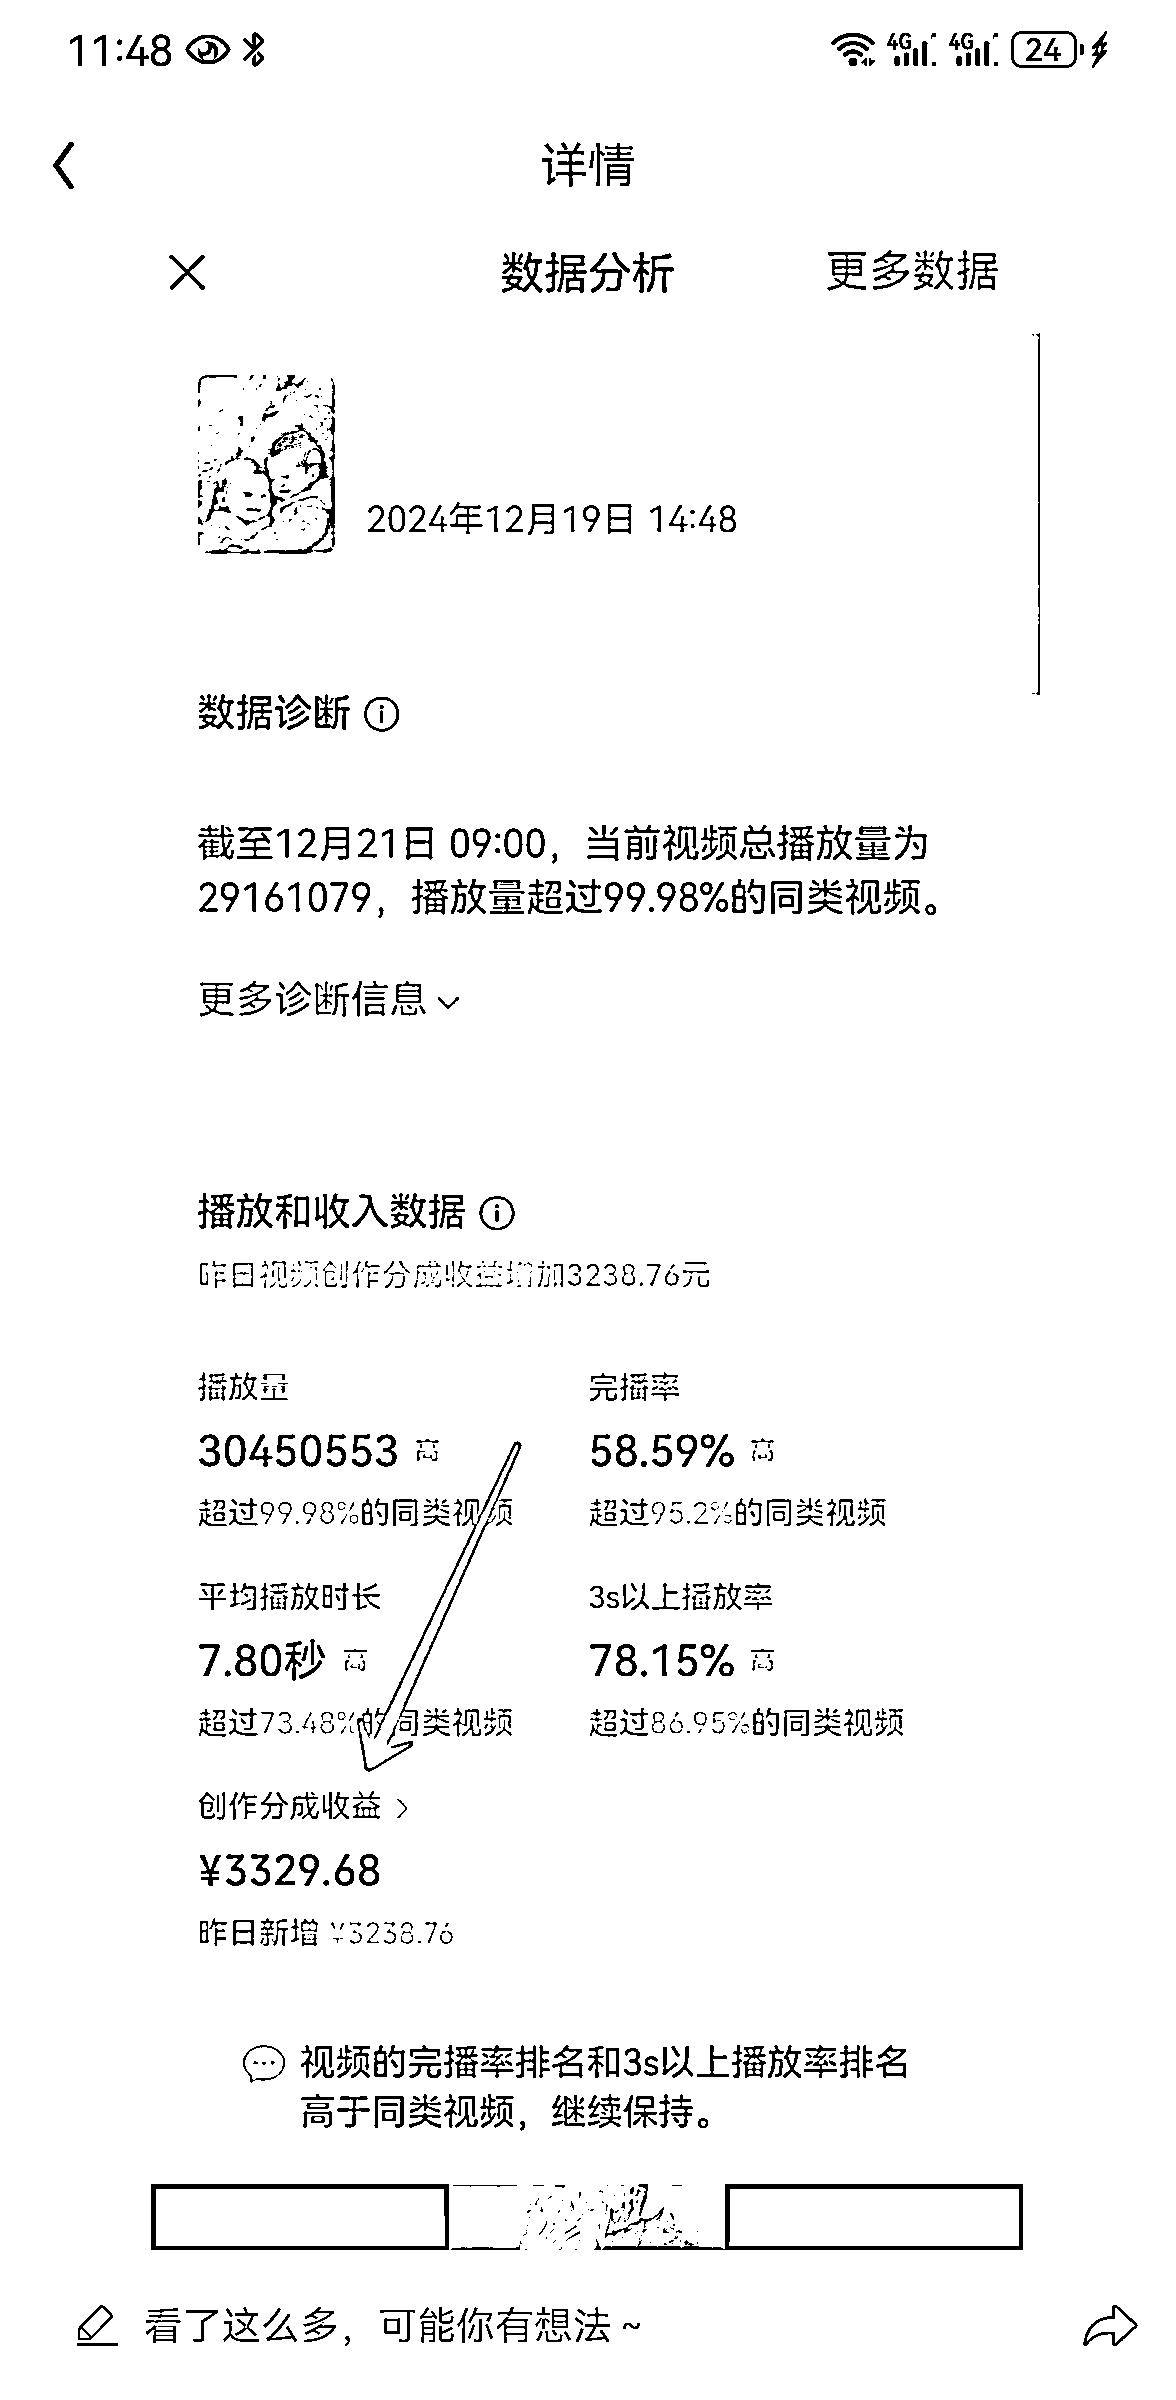 11:48 4G 4G 24
详情
数据分析 更多数据
2024年12月19日 14:48
数据诊断
截至12月21日 09:00，当前视频总播放量为
29161079，播放量超过99.98%的同类视频。
更多诊断信息
播放和收入数据
昨日视频创作分成收益增加3238.76元
播放量 完播率
30450553 高 58.59% 高
超过99.98%的同类视频 超过95.2%的同类视频
平均播放时长 3s以上播放率
7.80秒 高 78.15% 高
超过73.48%的同类视频 超过86.95%的同类视频
创作分成收益
¥3329.68
昨日新增 ¥3238.76
视频的完播率排名和3s以上播放率排名
高于同类视频，继续保持。
看了这么多，可能你有想法~